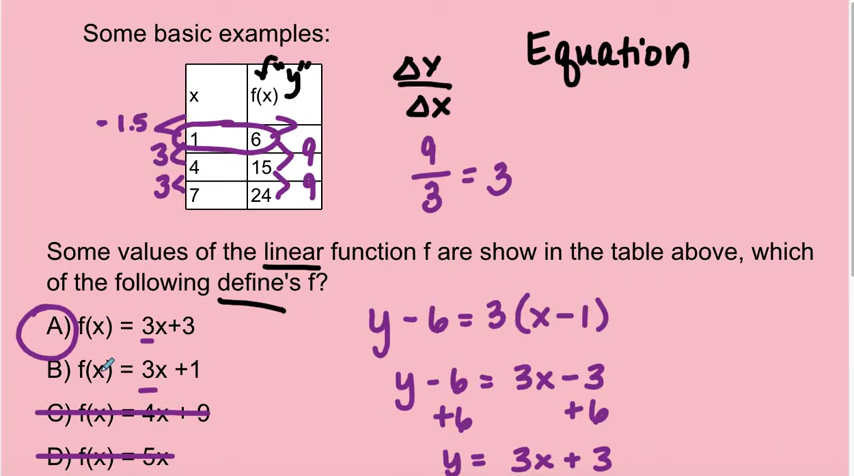 Some basic examples:
Equation
"y"
x f(x)
ΔY
ΔX
-1.5
1 6
3 9
4 15
3 9
7 24
9
3
= 3
Some values of the linear function f are show in the table above, which
of the following define's f?
A) f(x) = 3x+3
B) f(x) = 3x +1
C) f(x) = 4x + 9
D) f(x) = 5x
y - 6 = 3(x - 1)
y - 6 = 3x - 3
+6 +6
y = 3x + 3